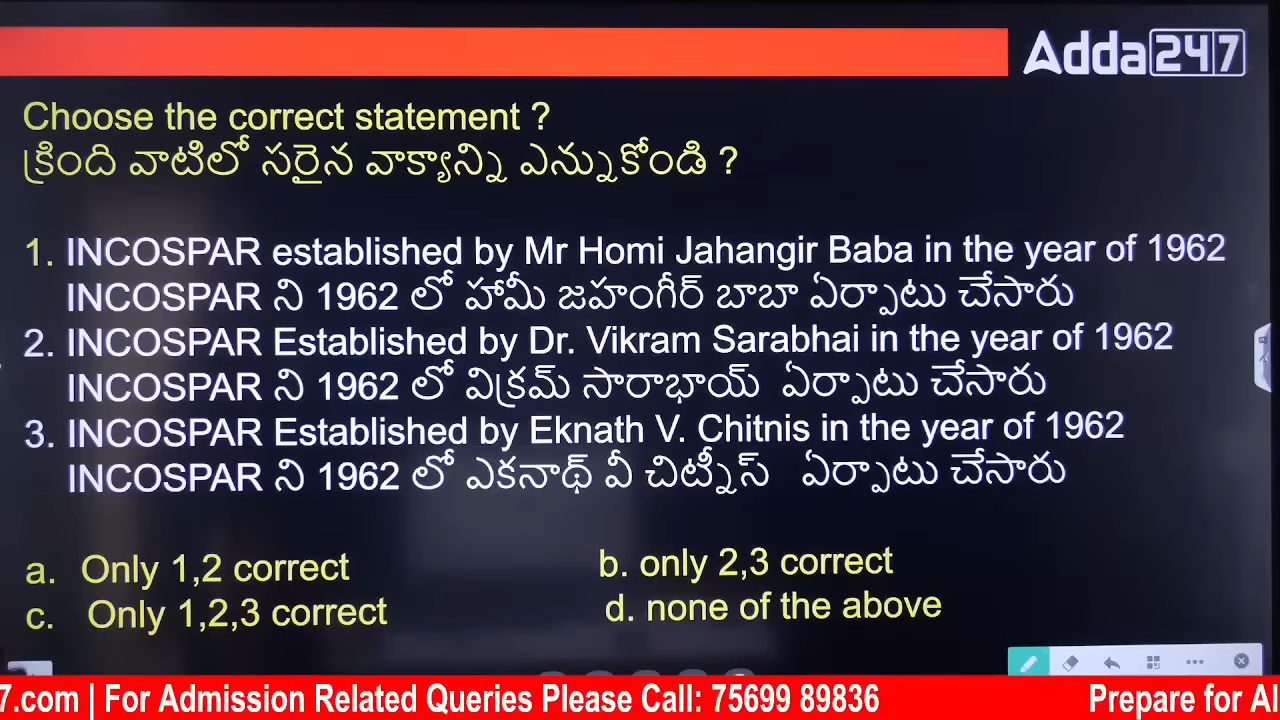 Adda247
Choose the correct statement ?
క్రింది వాటిలో సరైన వాక్యాన్ని ఎన్నుకోండి ?
1. INCOSPAR established by Mr Homi Jahangir Baba in the year of 1962
INCOSPAR ని 1962 లో హామీ జహంగీర్ బాబా ఏర్పాటు చేసారు
2. INCOSPAR Established by Dr. Vikram Sarabhai in the year of 1962
INCOSPAR ని 1962 లో విక్రమ్ సారాభాయ్ ఏర్పాటు చేసారు
3. INCOSPAR Established by Eknath V. Chitnis in the year of 1962
INCOSPAR ని 1962 లో ఎకనాథ్ వీ చిట్నీస్ ఏర్పాటు చేసారు
a. Only 1,2 correct
b. only 2,3 correct
c. Only 1,2,3 correct
d. none of the above
7.com | For Admission Related Queries Please Call: 75699 89836
Prepare for Al